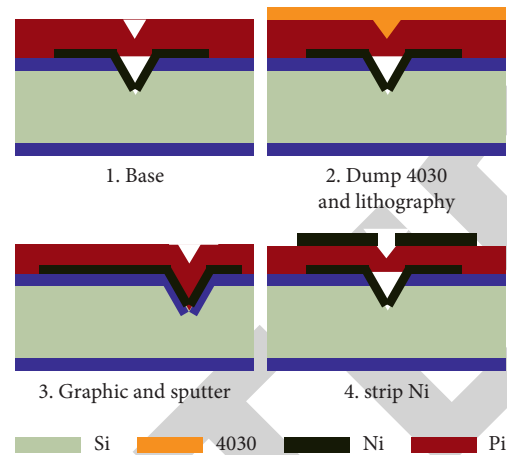 1. Base
2. Dump 4030
and lithography
3. Graphic and sputter
4. strip Ni
Si
4030
Ni
Pi